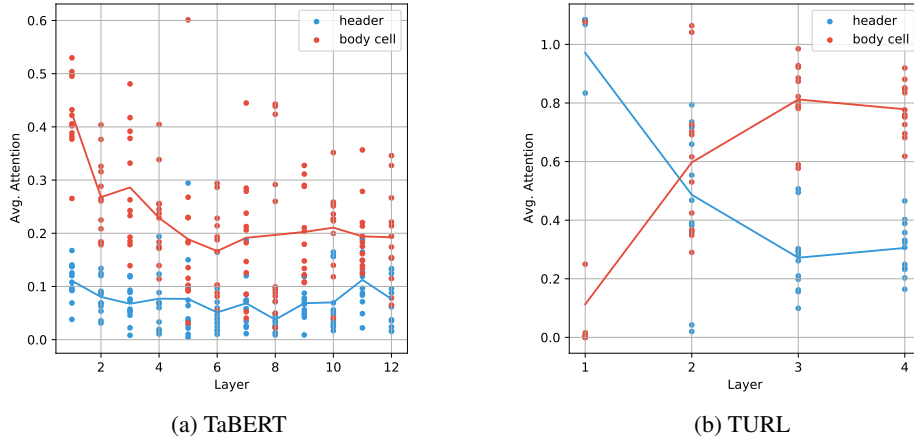 0.6
0.5
0.4
0.3
0.2
0.1
0.0
Avg. Attention
header
body cell
2 4 6 8 10 12
Layer
(a) TaBERT
1.0
0.8
0.6
0.4
0.2
0.0
Avg. Attention
header
body cell
1 2 3 4
Layer
(b) TURL